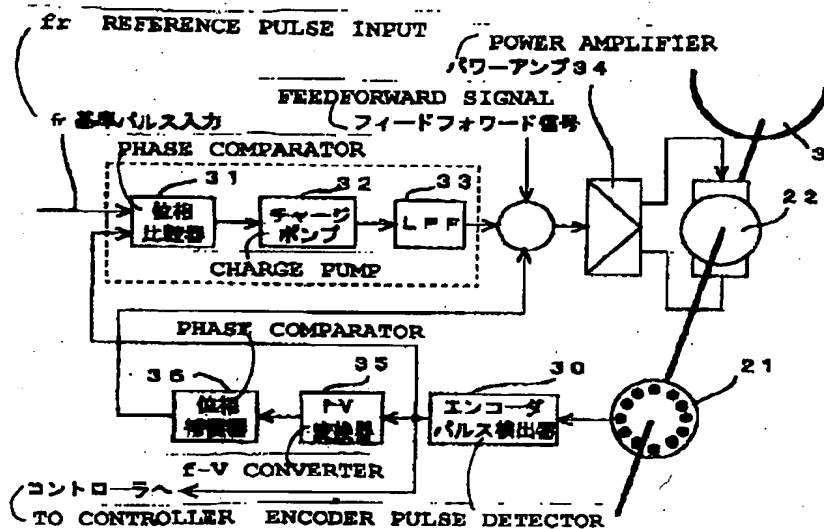 fr REFERENCE PULSE INPUT
POWER AMPLIFIER
パワーアンプ34
FEEDFORWARD SIGNAL
フィードフォワード信号
fr 基準パルス入力
PHASE COMPARATOR
31
32
33
3
位相
比較器
チャージ
ポンプ
LPF
22
CHARGE PUMP
PHASE COMPARATOR
36
35
30
21
位相
補償器
f-V
変換器
エンコーダ
パルス検出器
f-V CONVERTER
コントローラへ
TO CONTROLLER ENCODER PULSE DETECTOR